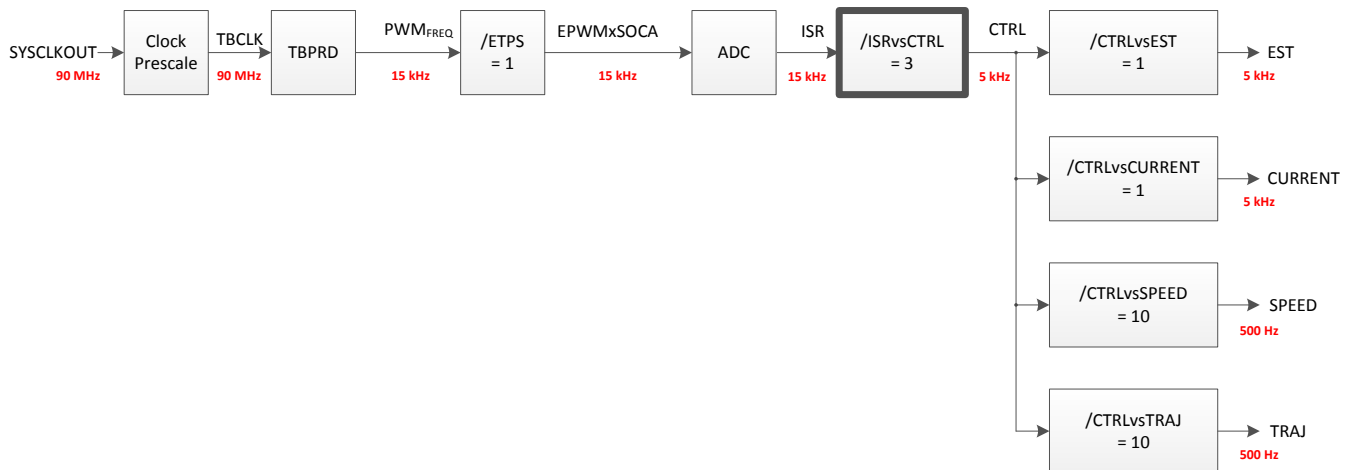 SYSCLKOUT
90 MHz
Clock
Prescale
TBCLK
90 MHz
TBPRD
PWMFREQ
15 kHz
/ETPS
= 1
EPWMxSOCA
15 kHz
ADC
ISR
15 kHz
/ISRvsCTRL
= 3
CTRL
5 kHz
/CTRLvsEST
= 1
EST
5 kHz
/CTRLvsCURRENT
= 1
CURRENT
5 kHz
/CTRLvsSPEED
= 10
SPEED
500 Hz
/CTRLvsTRAJ
= 10
TRAJ
500 Hz